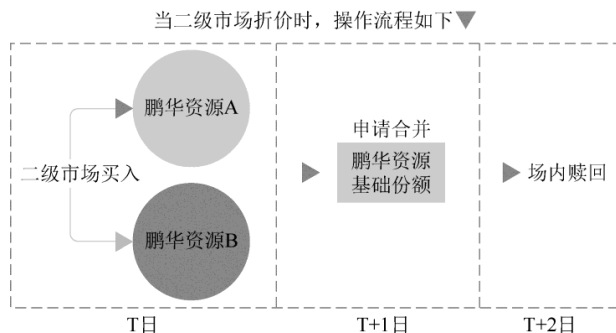 当二级市场折价时，操作流程如下
鹏华资源A
二级市场买入
鹏华资源B
申请合并
鹏华资源
基础份额
场内赎回
T日
T+1日
T+2日